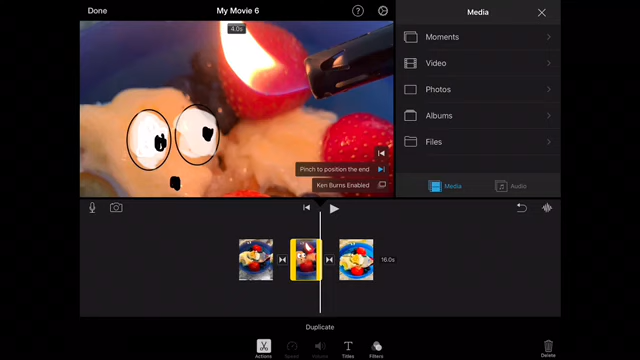 Done
My Movie 6
Media
4.0s
Moments
Video
Photos
Albums
Files
Pinch to position the end
Ken Burns Enabled
Media
Audio
16.0s
Duplicate
Actions
Speed
Volume
Titles
Filters
Delete